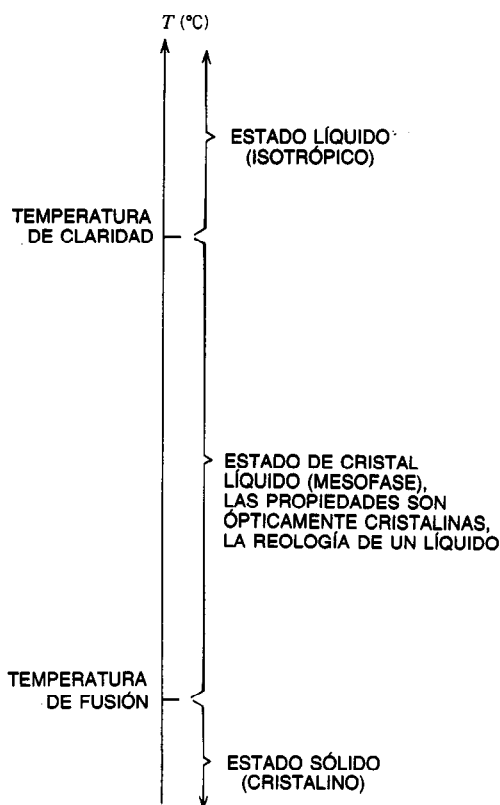 T (°C)
ESTADO LÍQUIDO
(ISOTRÓPICO)
TEMPERATURA
DE CLARIDAD
ESTADO DE CRISTAL
LÍQUIDO (MESOFASE),
LAS PROPIEDADES SON
ÓPTICAMENTE CRISTALINAS,
LA REOLOGÍA DE UN LÍQUIDO
TEMPERATURA
DE FUSIÓN
ESTADO SÓLIDO
(CRISTALINO)